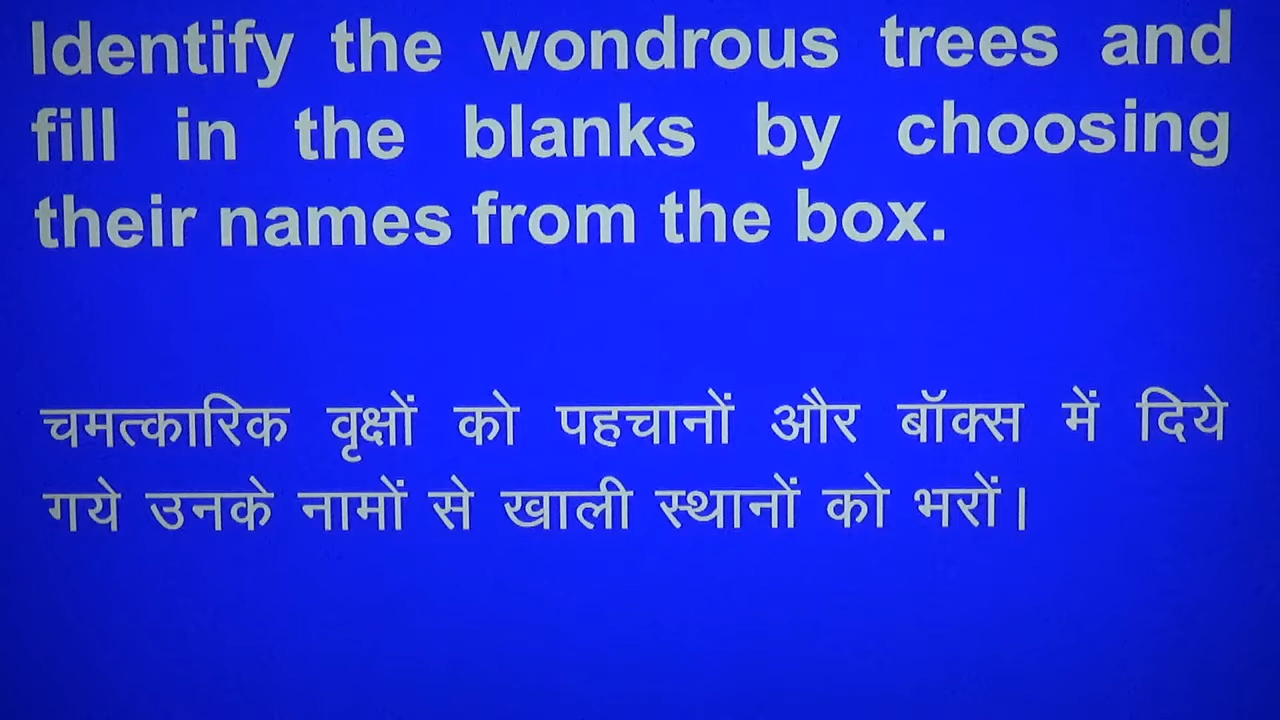 Identify the wondrous trees and
fill in the blanks by choosing
their names from the box.
चमत्कारिक वृक्षों को पहचानों और बॉक्स में दिये
गये उनके नामों से खाली स्थानों को भरों।